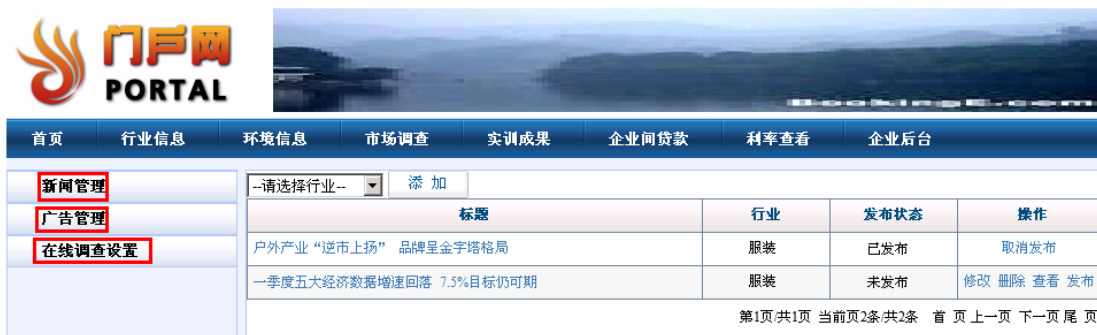 门戶网
PORTAL
首页 行业信息 环境信息 市场调查 实训成果 企业间贷款 利率查看 企业后台
新闻管理
广告管理
在线调查设置
--请选择行业-- 添 加
标题 行业 发布状态 操作
户外产业“逆市上扬” 品牌呈金字塔格局 服装 已发布 取消发布
一季度五大经济数据增速回落 7.5%目标仍可期 服装 未发布 修改 删除 查看 发布
第1页/共1页 当前页2条/共2条 首 页 上一页 下一页 尾 页